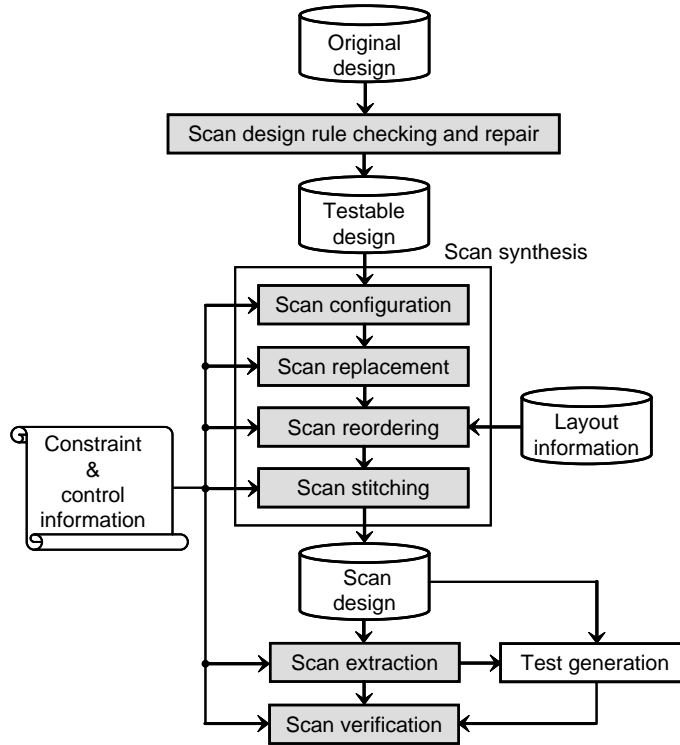 Original
design
Scan design rule checking and repair
Testable
design
Scan synthesis
Scan configuration
Scan replacement
Scan reordering
Layout
information
Scan stitching
Constraint
&
control
information
Scan
design
Scan extraction
Test generation
Scan verification